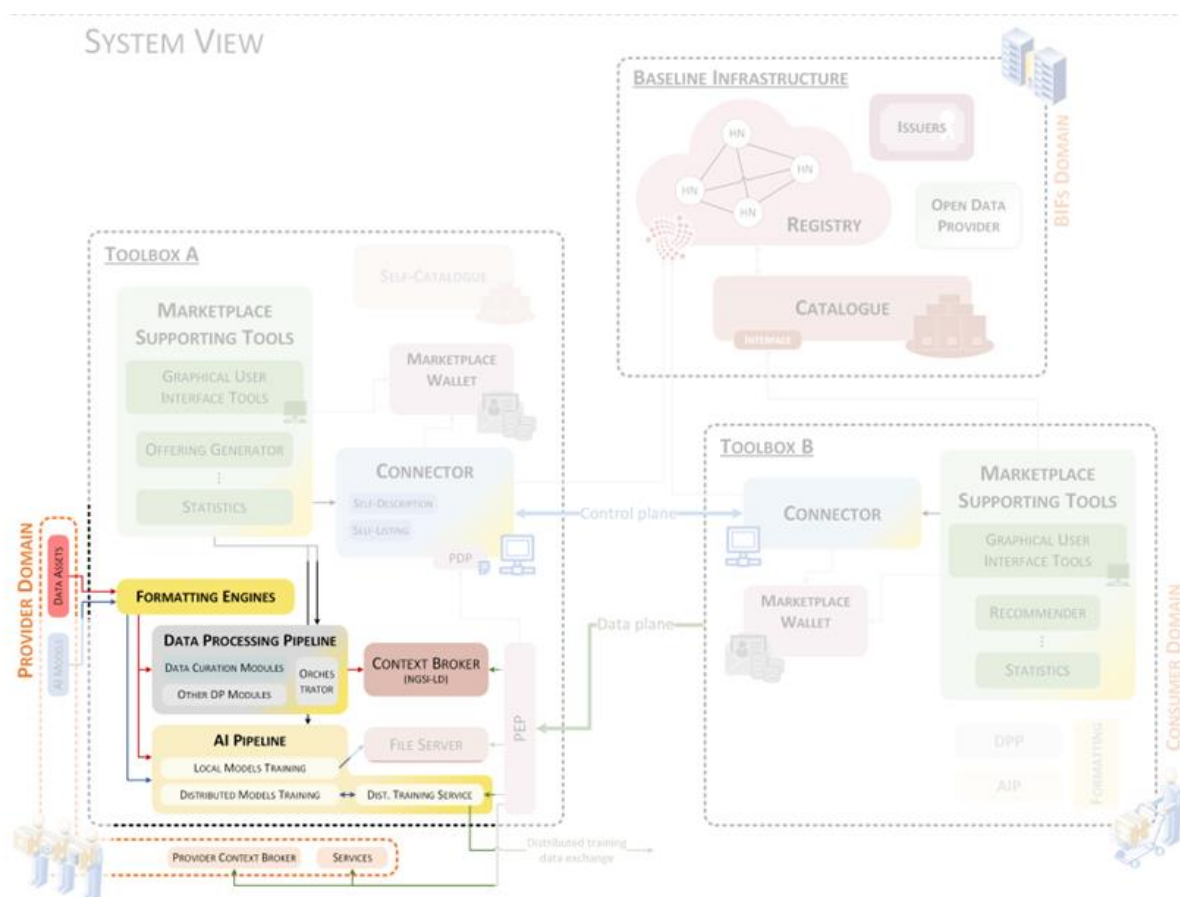 SYSTEM VIEW
BASELINE INFRASTRUCTURE
ISSUERS
HN
HN
HN
HN
OPEN DATA
PROVIDER
REGISTRY
BIFS DOMAIN
CATALOGUE
INTERFACE
TOOLBOX A
SELF-CATALOGUE
MARKETPLACE
SUPPORTING TOOLS
GRAPHICAL USER
INTERFACE TOOLS
OFFERING GENERATOR
⋮
STATISTICS
MARKETPLACE
WALLET
CONNECTOR
SELF-DESCRIPTION
SELF-LISTING
PDP
Control plane
TOOLBOX B
CONNECTOR
MARKETPLACE
SUPPORTING TOOLS
GRAPHICAL USER
INTERFACE TOOLS
RECOMMENDER
⋮
STATISTICS
MARKETPLACE
WALLET
DPP
AIP
FORMATTING
CONSUMER DOMAIN
Data plane
PROVIDER DOMAIN
DATA ASSETS
AI MODELS
FORMATTING ENGINES
DATA PROCESSING PIPELINE
DATA CURATION MODULES
OTHER DP MODULES
ORCHES
TRATOR
CONTEXT BROKER
(NGSI-LD)
PEP
AI PIPELINE
LOCAL MODELS TRAINING
DISTRIBUTED MODELS TRAINING
FILE SERVER
DIST. TRAINING SERVICE
Distributed training
data exchange
PROVIDER CONTEXT BROKER
SERVICES